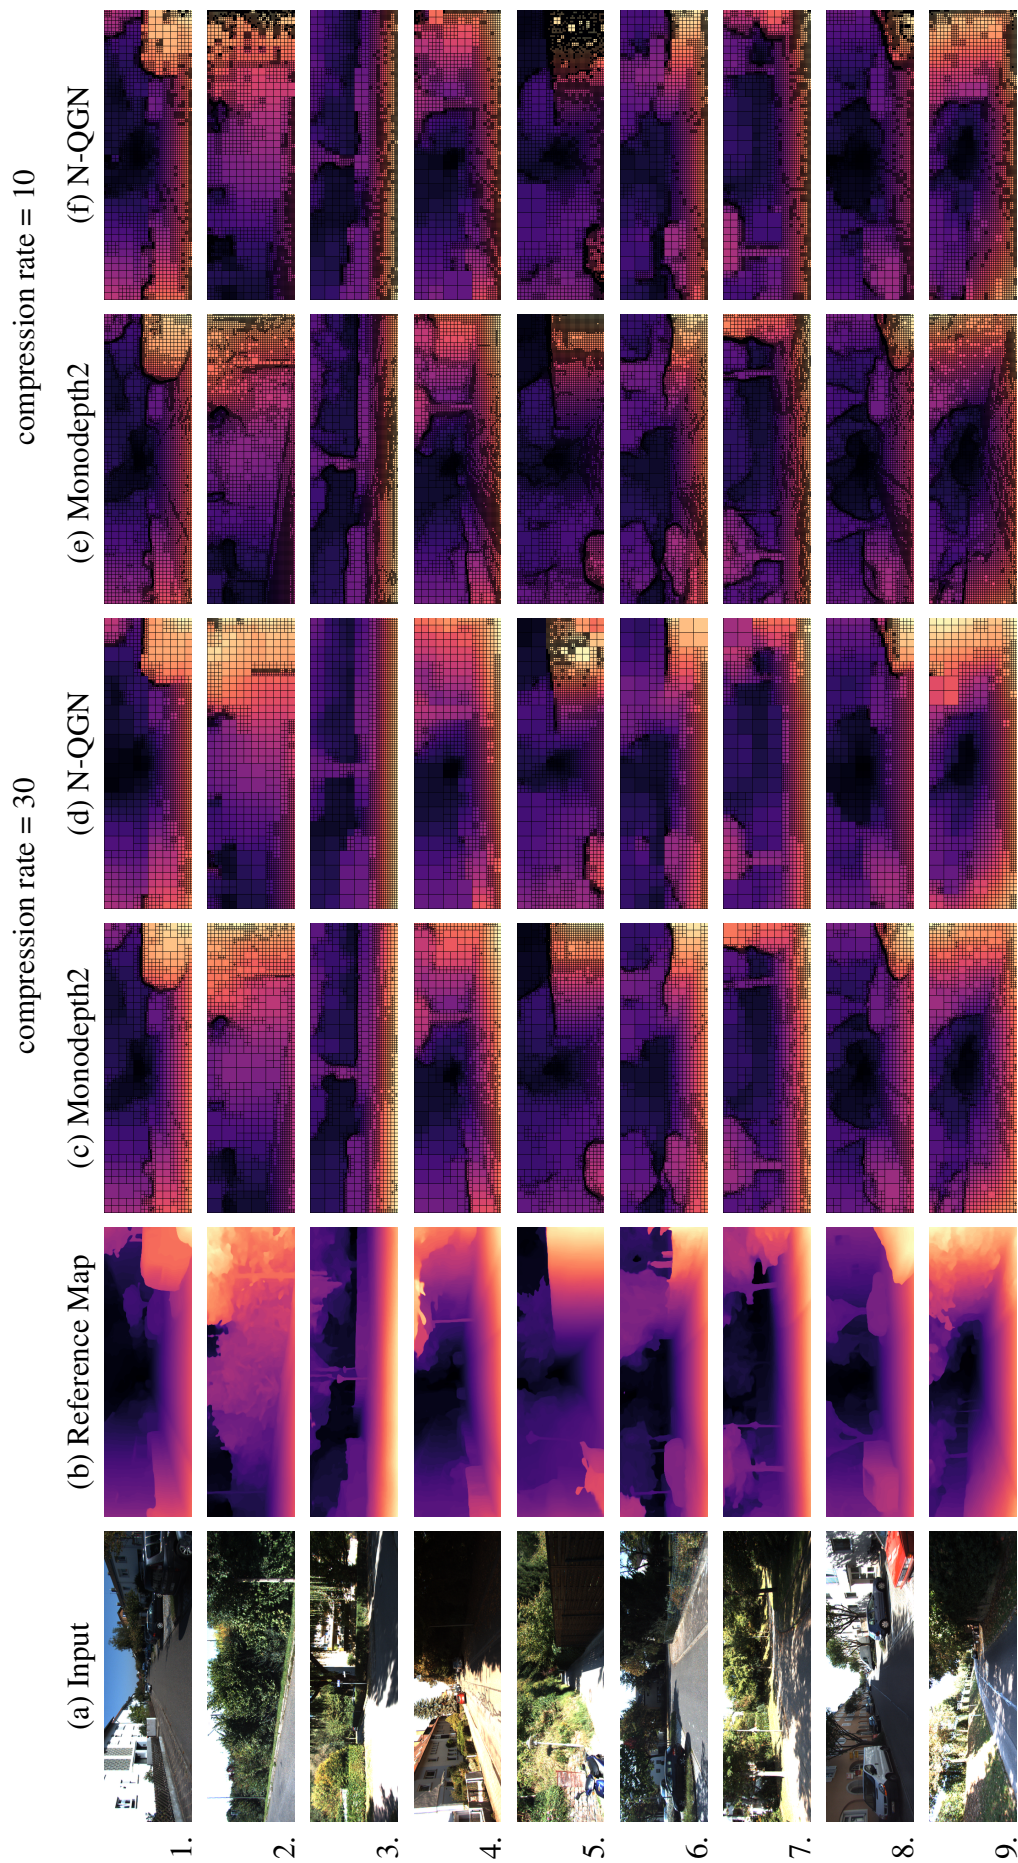 compression rate = 30
compression rate = 10
(a) Input
(b) Reference Map
(c) Monodepth2
(d) N-QGN
(e) Monodepth2
(f) N-QGN
1.
2.
3.
4.
5.
6.
7.
8.
9.